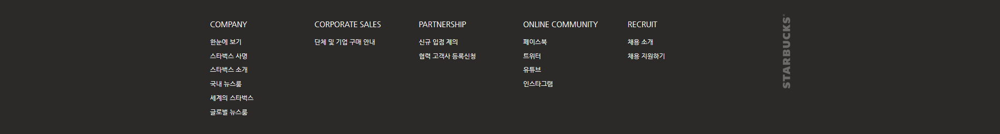 COMPANY
한눈에 보기
스타벅스 사명
스타벅스 소개
국내 뉴스룸
세계의 스타벅스
글로벌 뉴스룸
CORPORATE SALES
단체 및 기업 구매 안내
PARTNERSHIP
신규 입점 제의
협력 고객사 등록신청
ONLINE COMMUNITY
페이스북
트위터
유튜브
인스타그램
RECRUIT
채용 소개
채용 지원하기
STARBUCKS